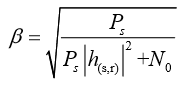 β = √(P_s / (P_s |h_(s,r)|² + N_0))